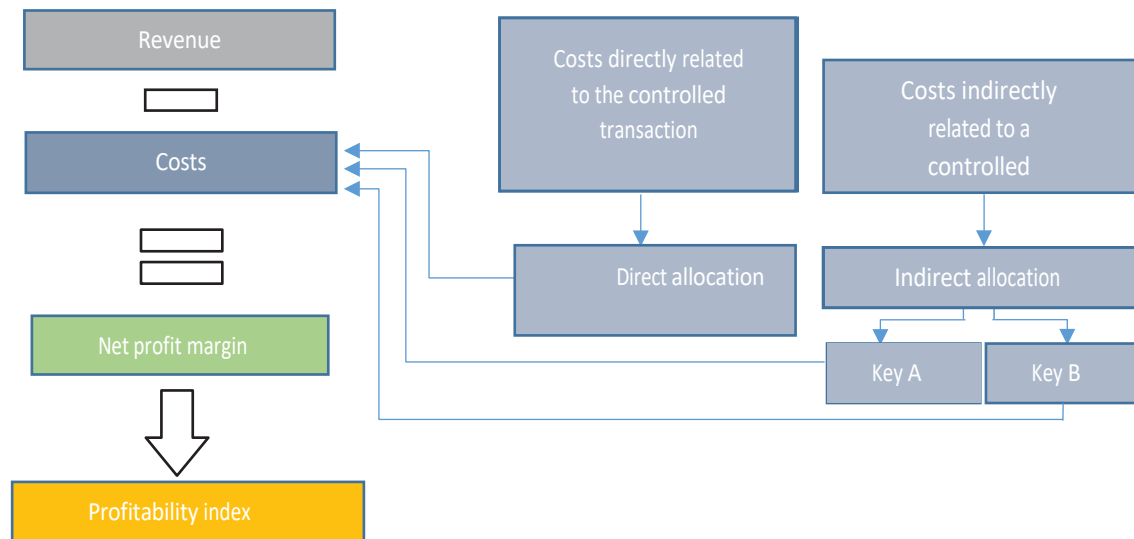 Revenue
Costs
Net profit margin
Profitability index
Costs directly related
to the controlled
transaction
Direct allocation
Costs indirectly
related to a
controlled
Indirect allocation
Key A
Key B